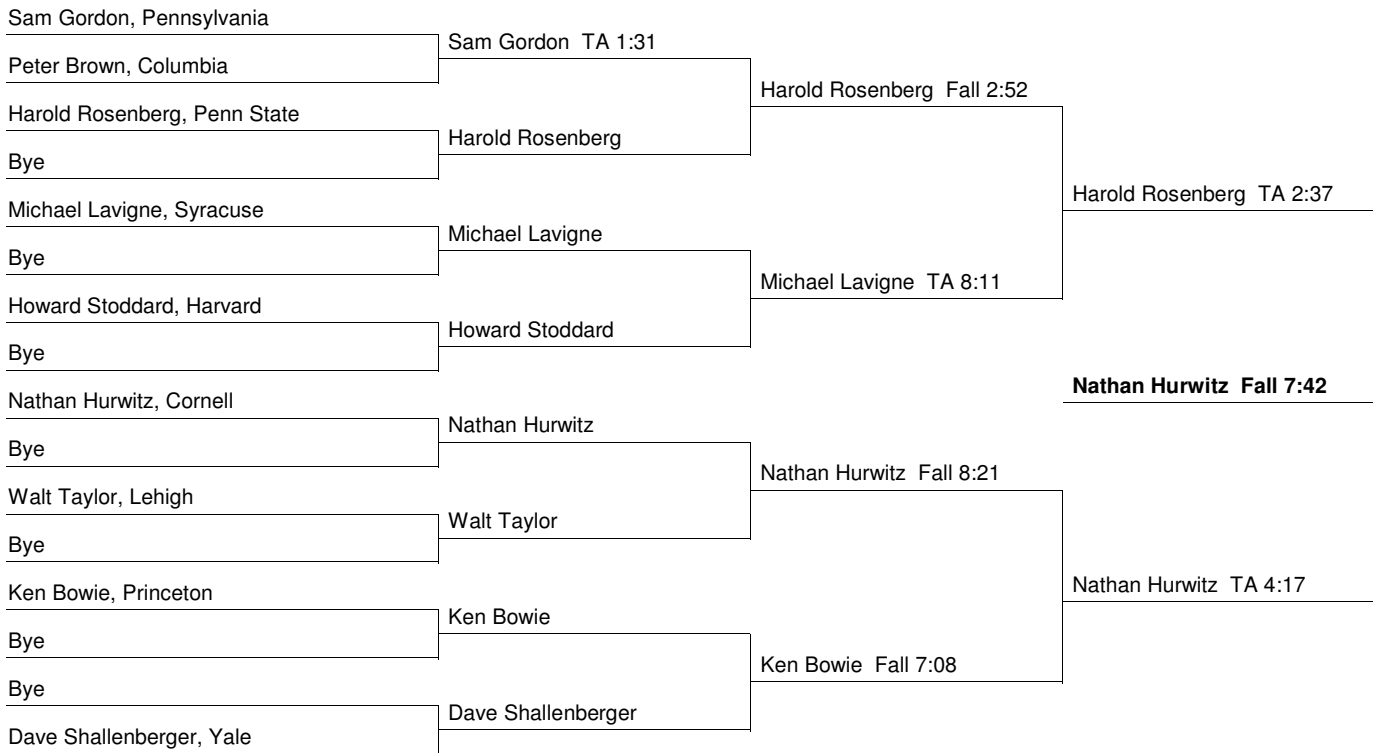 Sam Gordon, Pennsylvania
Peter Brown, Columbia
Harold Rosenberg, Penn State
Bye
Michael Lavigne, Syracuse
Bye
Howard Stoddard, Harvard
Bye
Nathan Hurwitz, Cornell
Bye
Walt Taylor, Lehigh
Bye
Ken Bowie, Princeton
Bye
Bye
Dave Shallenberger, Yale
Sam Gordon TA 1:31
Harold Rosenberg
Michael Lavigne
Howard Stoddard
Nathan Hurwitz
Walt Taylor
Ken Bowie
Dave Shallenberger
Harold Rosenberg Fall 2:52
Michael Lavigne TA 8:11
Nathan Hurwitz Fall 8:21
Ken Bowie Fall 7:08
Harold Rosenberg TA 2:37
Nathan Hurwitz Fall 7:42
Nathan Hurwitz TA 4:17